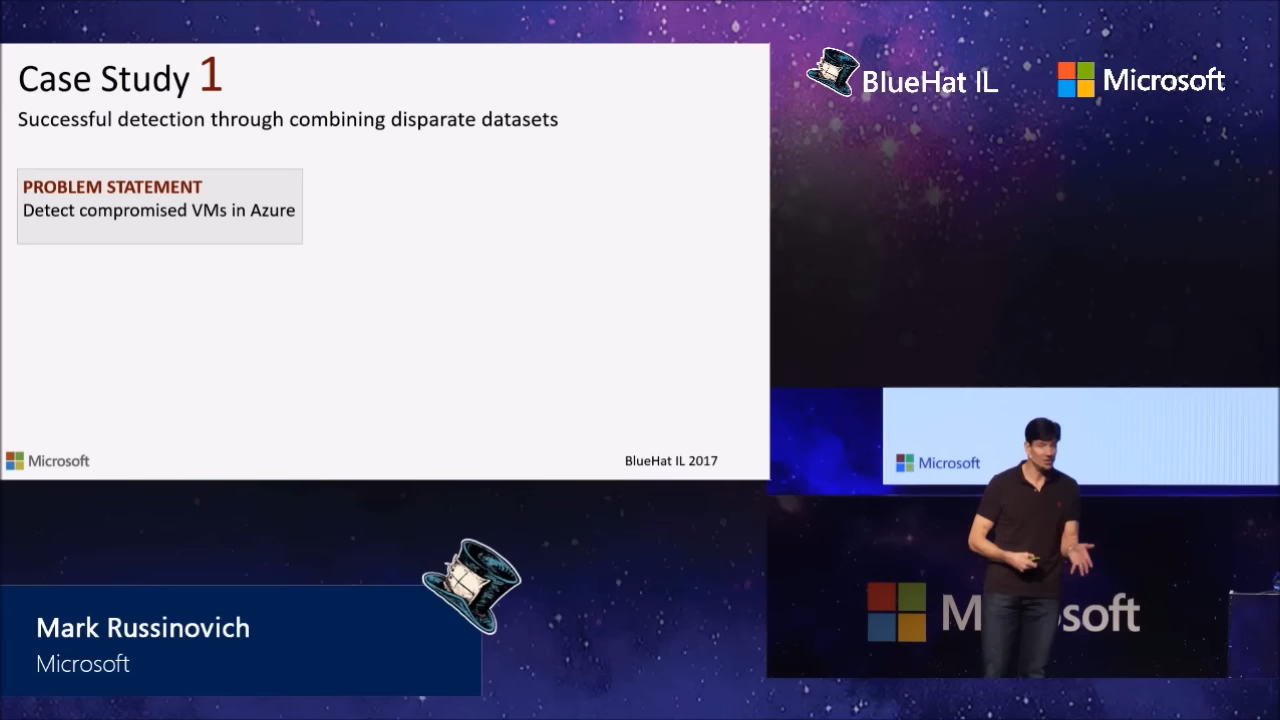 Case Study 1
Successful detection through combining disparate datasets
PROBLEM STATEMENT
Detect compromised VMs in Azure
Microsoft
BlueHat IL 2017
BlueHat IL
Microsoft
Microsoft
Microsoft
Mark Russinovich
Microsoft